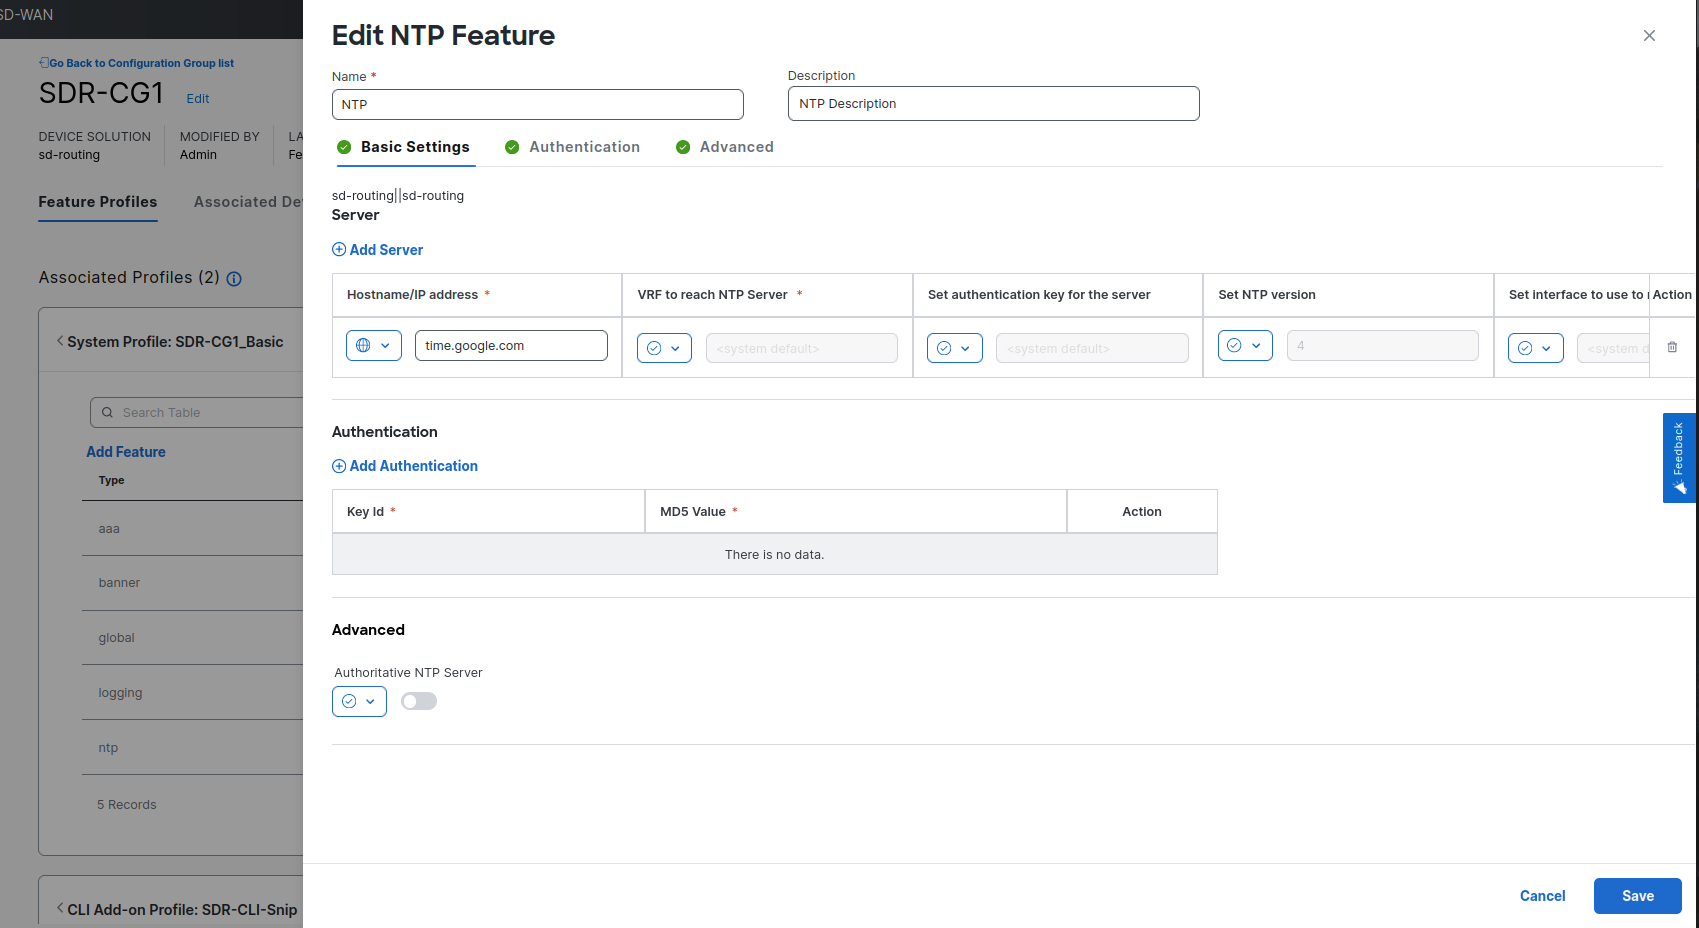 SD-WAN
Go Back to Configuration Group list
SDR-CG1 Edit
DEVICE SOLUTION MODIFIED BY LA
sd-routing Admin Fe
Feature Profiles Associated De
Associated Profiles (2)
System Profile: SDR-CG1_Basic
Search Table
Add Feature
Type
aaa
banner
global
logging
ntp
5 Records
CLI Add-on Profile: SDR-CLI-Snip
Edit NTP Feature
Name * Description
NTP NTP Description
Basic Settings Authentication Advanced
sd-routing||sd-routing
Server
Add Server
Hostname/IP address * VRF to reach NTP Server * Set authentication key for the server Set NTP version Set interface to use to Action
time.google.com <system default> <system default> 4 <system d
Authentication
Add Authentication
Key Id * MD5 Value * Action
There is no data.
Advanced
Authoritative NTP Server
Feedback
Cancel Save